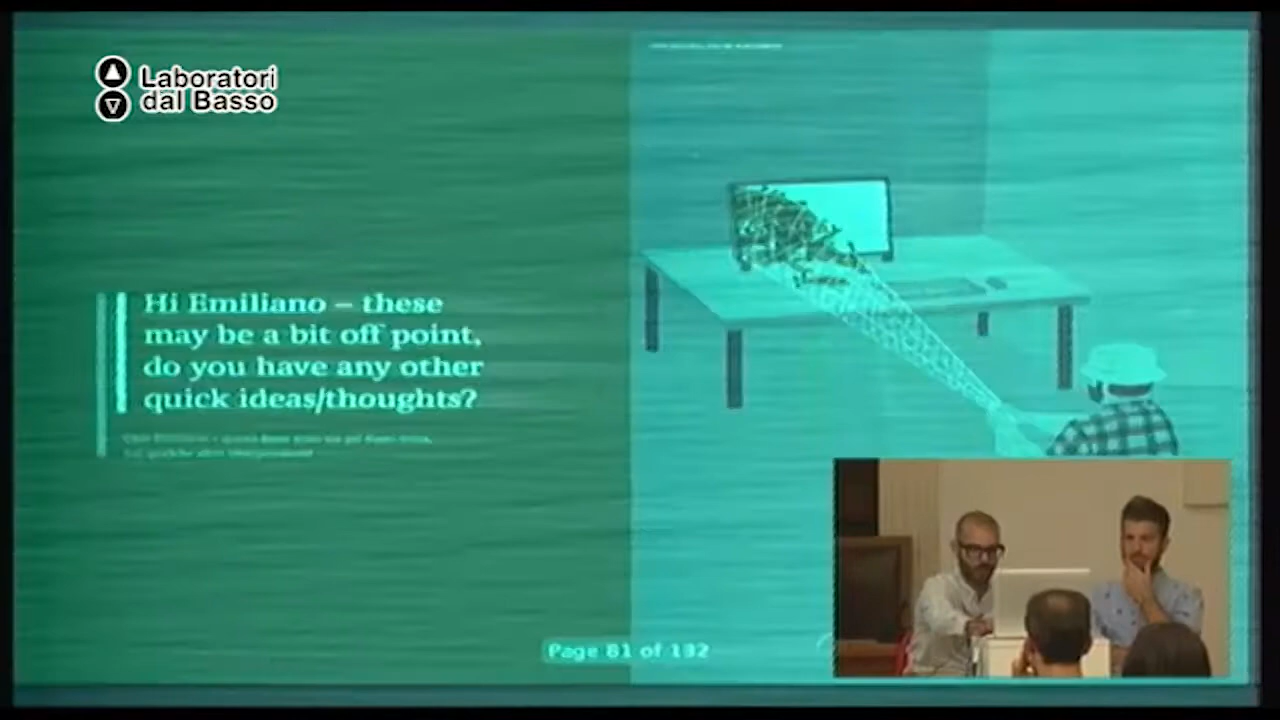 Laboratori
dal Basso
Hi Emiliano – these
may be a bit off point,
do you have any other
quick ideas/thoughts?
Page 81 of 132